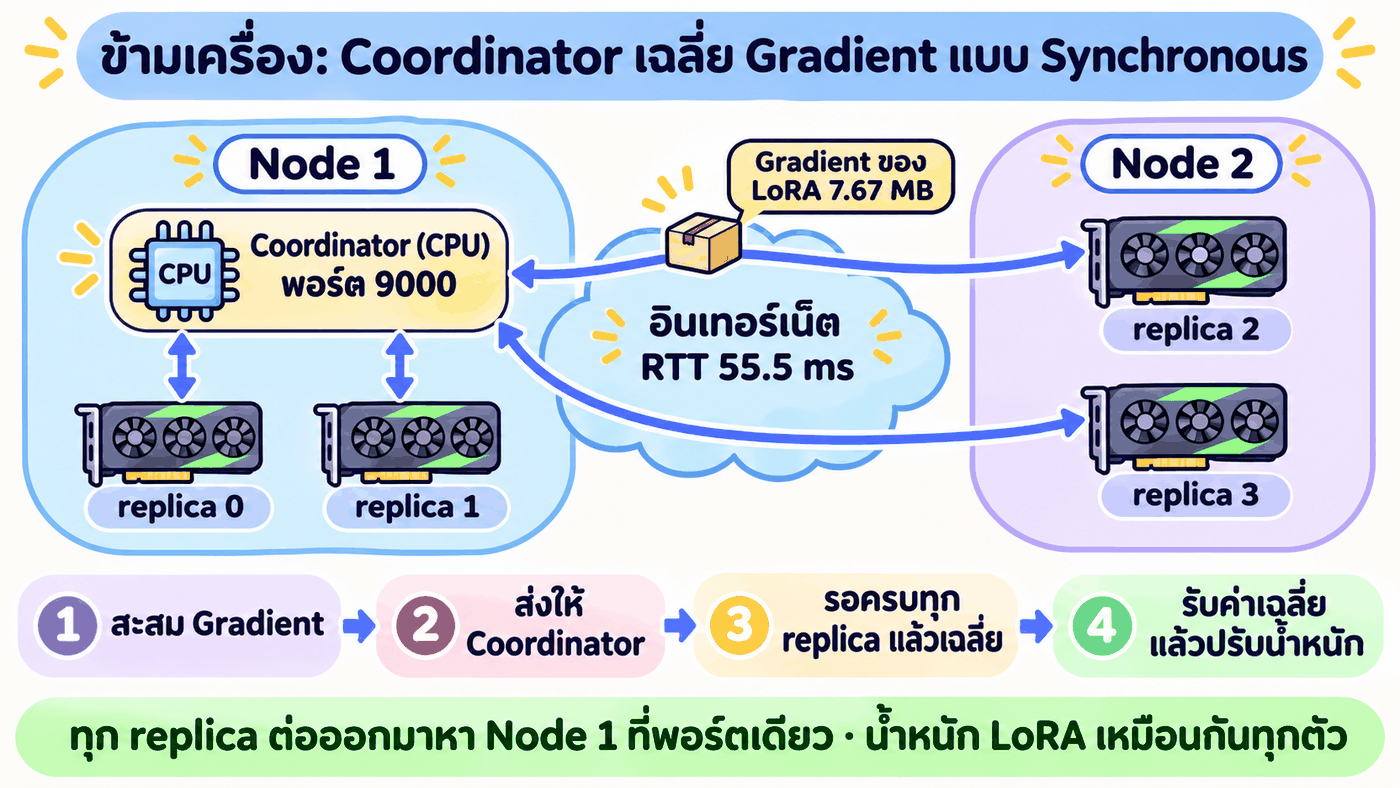 ข้ามเครื่อง: Coordinator เฉลี่ย Gradient แบบ Synchronous
Node 1
CPU
Coordinator (CPU)
พอร์ต 9000
replica 0
replica 1
Gradient ของ
LoRA 7.67 MB
อินเทอร์เน็ต
RTT 55.5 ms
Node 2
replica 2
replica 3
1 สะสม Gradient
2 ส่งให้
Coordinator
3 รอครบทุก
replica แล้วเฉลี่ย
4 รับค่าเฉลี่ย
แล้วปรับน้ำหนัก
ทุก replica ต่อออกมาหา Node 1 ที่พอร์ตเดียว · น้ำหนัก LoRA เหมือนกันทุกตัว